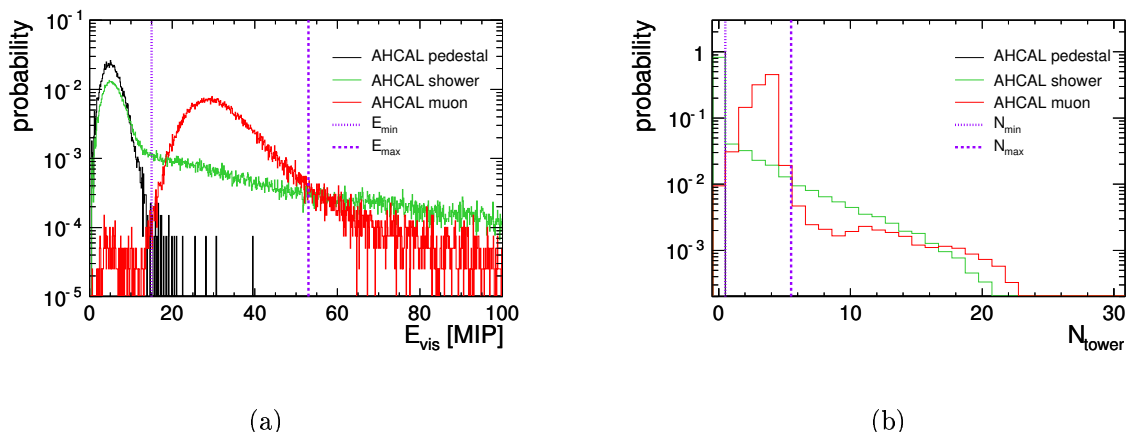 probability
10⁻¹
10⁻²
10⁻³
10⁻⁴
10⁻⁵
0 20 40 60 80 100
E_vis [MIP]
AHCAL pedestal
AHCAL shower
AHCAL muon
E_min
E_max
(a)
probability
1
10⁻¹
10⁻²
10⁻³
0 10 20 30
N_tower
AHCAL pedestal
AHCAL shower
AHCAL muon
N_min
N_max
(b)